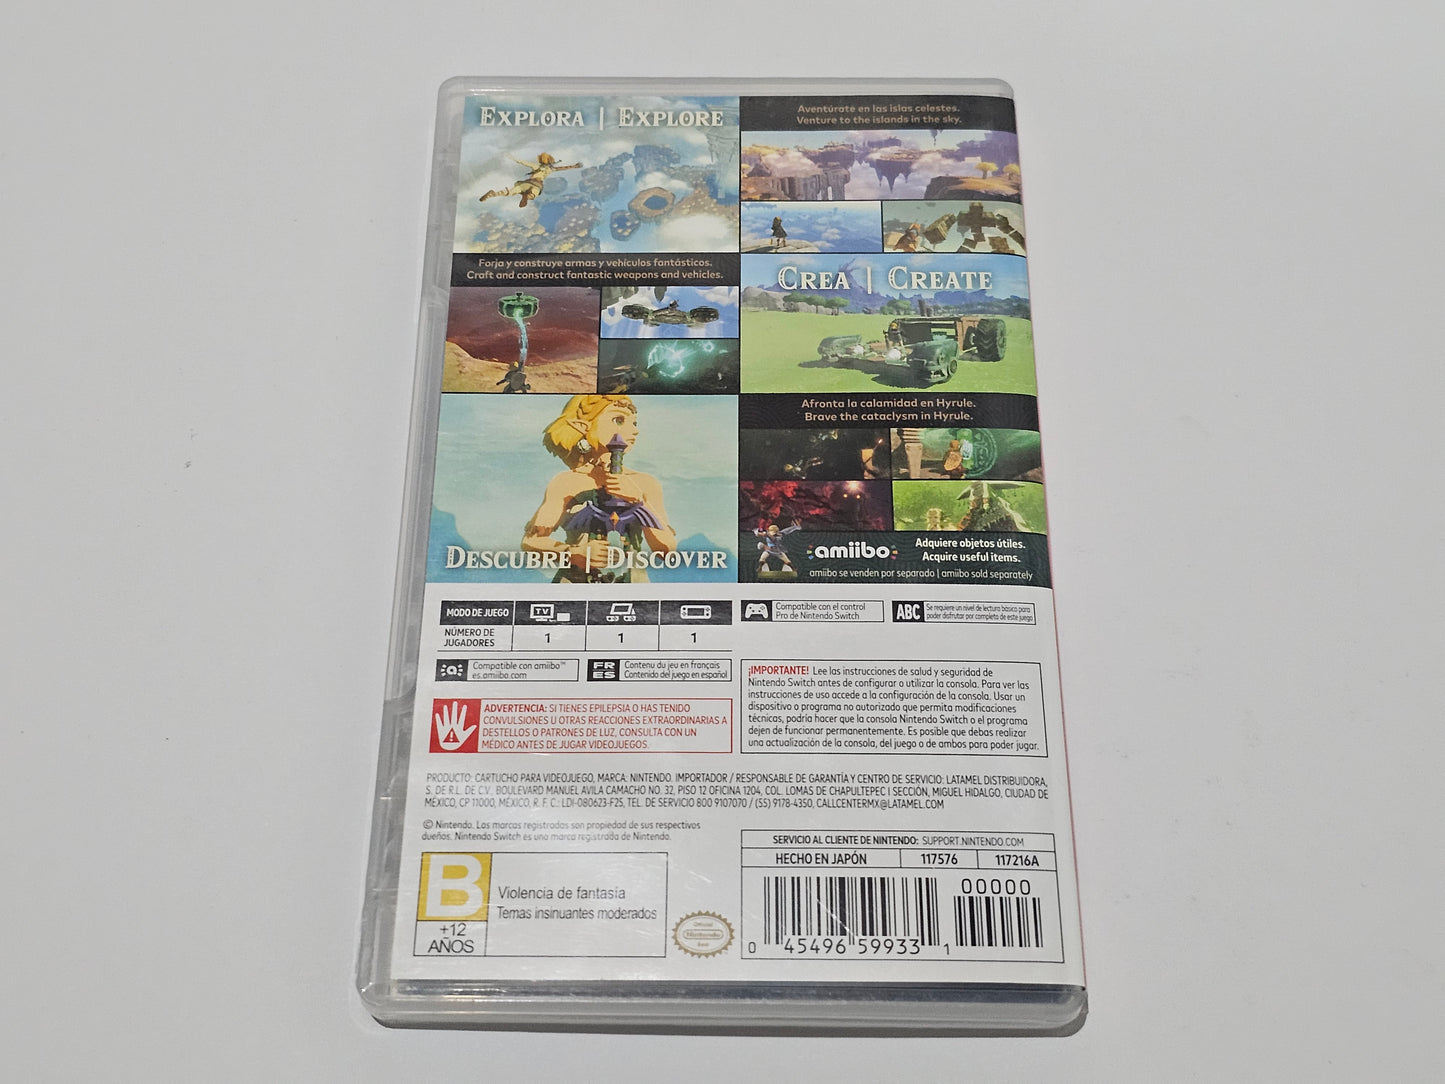 EXPLORA | EXPLORE
Aventúrate en las islas celestes.
Venture to the islands in the sky.
Forja y construye armas y vehículos fantásticos.
Craft and construct fantastic weapons and vehicles.
CREA | CREATE
Afronta la calamidad en Hyrule.
Brave the cataclysm in Hyrule.
DESCUBRE | DISCOVER
amiibo
Adquiere objetos útiles.
Acquire useful items.
amiibo se venden por separado | amiibo sold separately
MODO DE JUEGO
TV
NÚMERO DE
JUGADORES
1
1
1
Compatible con el control
Pro de Nintendo Switch
ABC
Se requiere un nivel de lectura básico para
poder disfrutar por completo de este juego
Compatible con amiibo™
es.amiibo.com
FR
ES
Contenu du jeu en français
Contenido del juego en español
ADVERTENCIA: SI TIENES EPILEPSIA O HAS TENIDO
CONVULSIONES U OTRAS REACCIONES EXTRAORDINARIAS A
DESTELLOS O PATRONES DE LUZ, CONSULTA CON UN
MÉDICO ANTES DE JUGAR VIDEOJUEGOS.
¡IMPORTANTE! Lee las instrucciones de salud y seguridad de
Nintendo Switch antes de configurar o utilizar la consola. Para ver las
instrucciones de uso accede a la configuración de la consola. Usar un
dispositivo o programa no autorizado que permita modificaciones
técnicas, podría hacer que la consola Nintendo Switch o el programa
dejen de funcionar permanentemente. Es posible que debas realizar
una actualización de la consola, del juego o de ambos para poder jugar.
PRODUCTO: CARTUCHO PARA VIDEOJUEGO, MARCA: NINTENDO. IMPORTADOR / RESPONSABLE DE GARANTÍA Y CENTRO DE SERVICIO: LATAMEL DISTRIBUIDORA,
S. DE R.L. DE C.V. BOULEVARD MANUEL AVILA CAMACHO NO. 32, PISO 12 OFICINA 1204, COL. LOMAS DE CHAPULTEPEC I SECCIÓN, MIGUEL HIDALGO, CIUDAD DE
MÉXICO, CP 11000, MÉXICO, R. F. C.: LDI-080623-F25, TEL. DE SERVICIO 800 9107070 / (55) 9178-4350, CALLCENTERMX@LATAMEL.COM
© Nintendo. Las marcas registradas son propiedad de sus respectivos
dueños. Nintendo Switch es una marca registrada de Nintendo.
B
+12
AÑOS
Violencia de fantasía
Temas insinuantes moderados
Official
Nintendo
Seal
SERVICIO AL CLIENTE DE NINTENDO: SUPPORT.NINTENDO.COM
HECHO EN JAPÓN
117576
117216A
00000
0 45496 59933 1